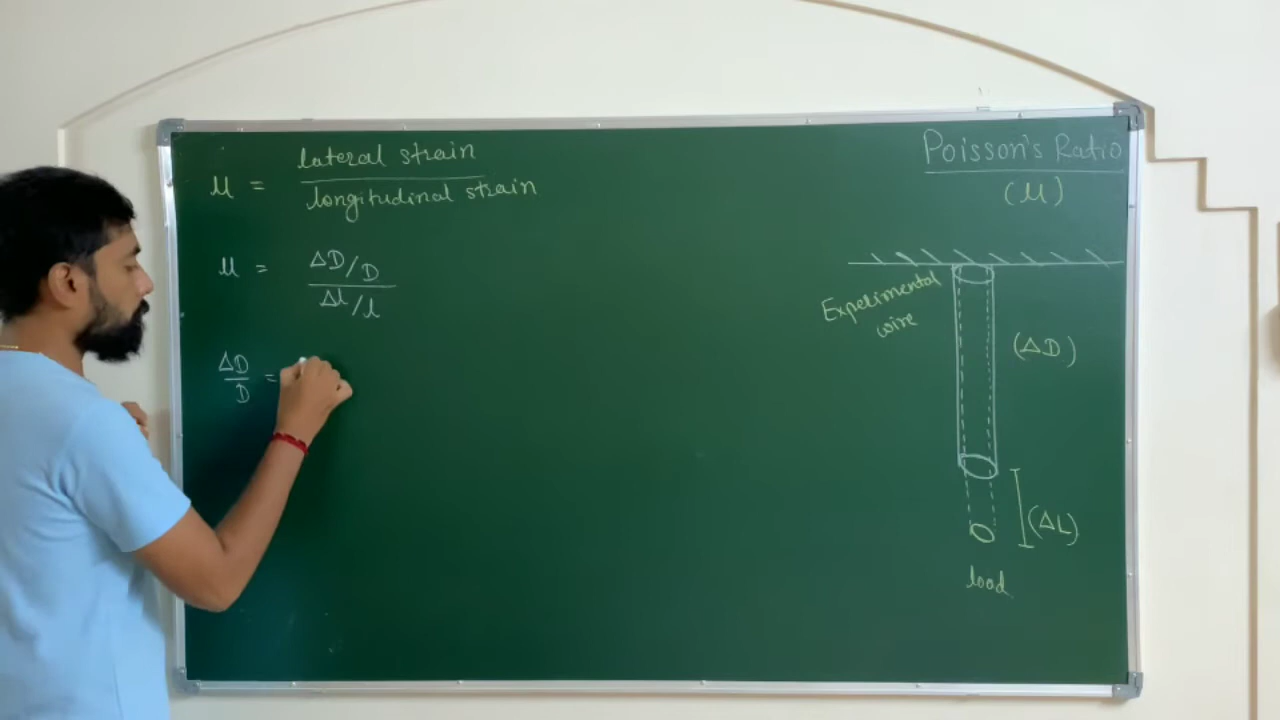 μ = lateral strain
longitudinal strain
μ = ΔD/D
Δl/l
ΔD
D =
Poisson's Ratio
(μ)
Experimental
wire
(ΔD)
(ΔL)
load